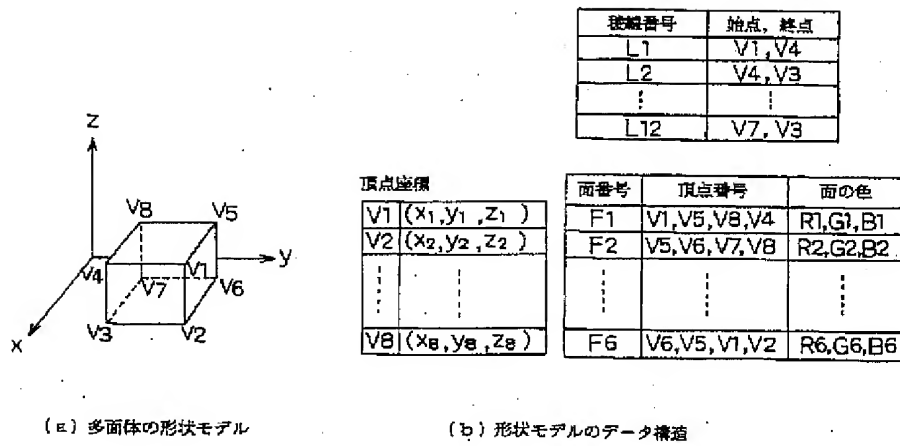 稜線番号 始点,終点
L1 V1,V4
L2 V4,V3
L12 V7,V3
z
V8 V5
V4 V1 y
V7 V6
V3 V2
x
頂点座標
V1 (x1,y1,z1)
V2 (x2,y2,z2)
V8 (x8,y8,z8)
面番号 頂点番号 面の色
F1 V1,V5,V8,V4 R1,G1,B1
F2 V5,V6,V7,V8 R2,G2,B2
F6 V6,V5,V1,V2 R6,G6,B6
(a) 多面体の形状モデル
(b) 形状モデルのデータ構造